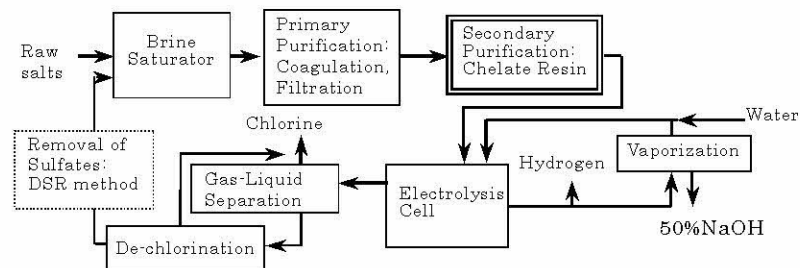 Raw
salts
Brine
Saturator
Primary
Purification:
Coagulation,
Filtration
Secondary
Purification:
Chelate Resin
Removal of
Sulfates:
DSR method
Chlorine
Gas-Liquid
Separation
De-chlorination
Electrolysis
Cell
Hydrogen
Water
Vaporization
50%NaOH